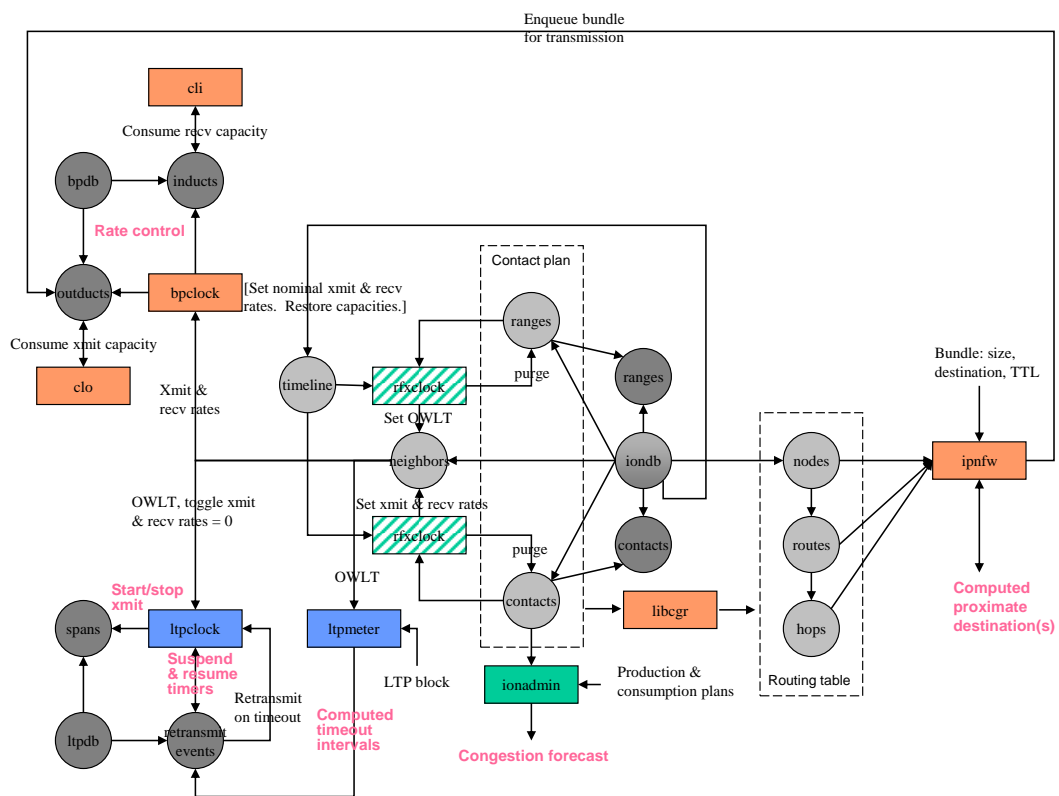 Enqueue bundle
for transmission
cli
Consume recv capacity
bpdb
inducts
Rate control
Contact plan
outducts
bpclock
[Set nominal xmit & recv
rates.  Restore capacities.]
ranges
Consume xmit capacity
clo
Xmit &
recv rates
timeline
rfxclock
purge
ranges
Bundle: size,
destination, TTL
Set OWLT
neighbors
iondb
nodes
ipnfw
OWLT, toggle xmit
& recv rates = 0
Set xmit & recv rates
rfxclock
purge
contacts
routes
OWLT
Start/stop
xmit
contacts
libcgr
Computed
proximate
destination(s)
spans
ltpclock
ltpmeter
hops
Suspend
& resume
timers
LTP block
ionadmin
Production &
consumption plans
Routing table
Retransmit
on timeout
ltpdb
retransmit
events
Computed
timeout
intervals
Congestion forecast